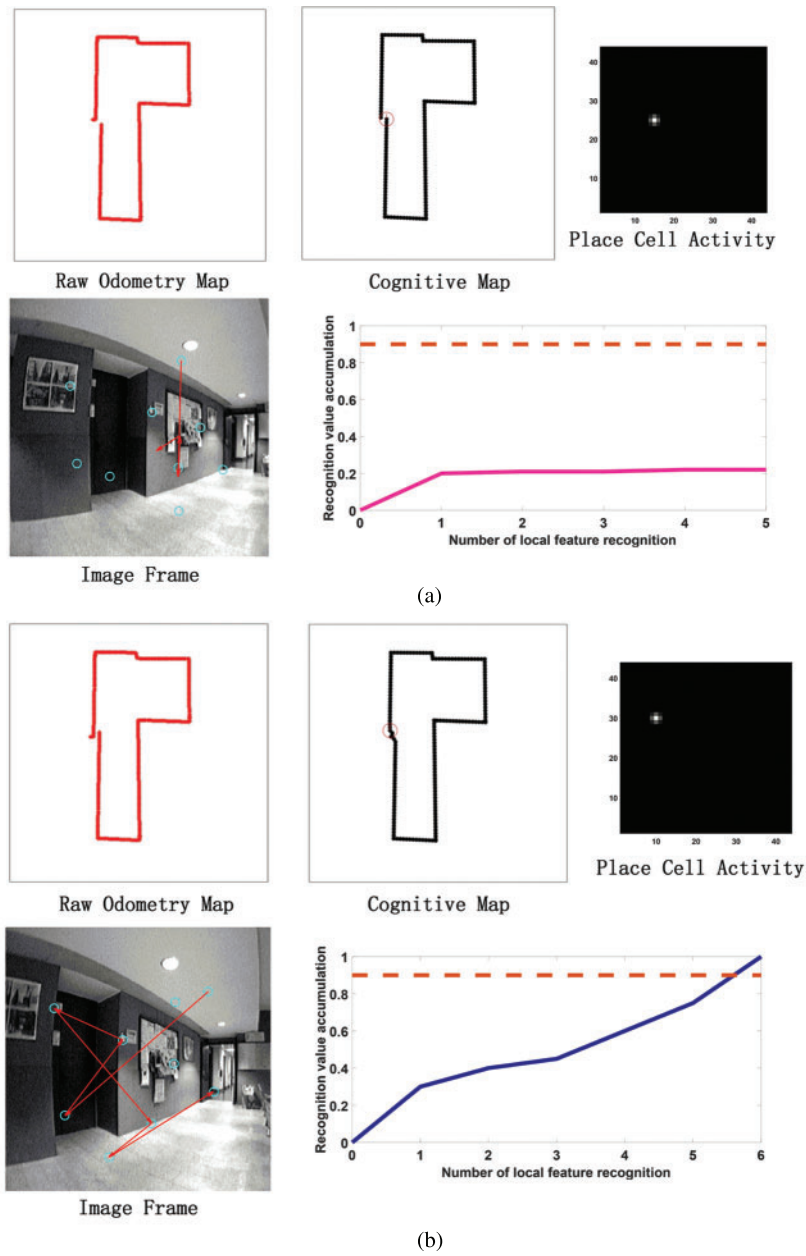 40
30
20
10
10 20 30 40
Raw Odometry Map
Cognitive Map
Place Cell Activity
Recognition value accumulation
1
0.8
0.6
0.4
0.2
0
0 1 2 3 4 5
Number of local feature recognition
Image Frame
(a)
40
30
20
10
10 20 30 40
Raw Odometry Map
Cognitive Map
Place Cell Activity
Recognition value accumulation
1
0.8
0.6
0.4
0.2
0
0 1 2 3 4 5 6
Number of local feature recognition
Image Frame
(b)